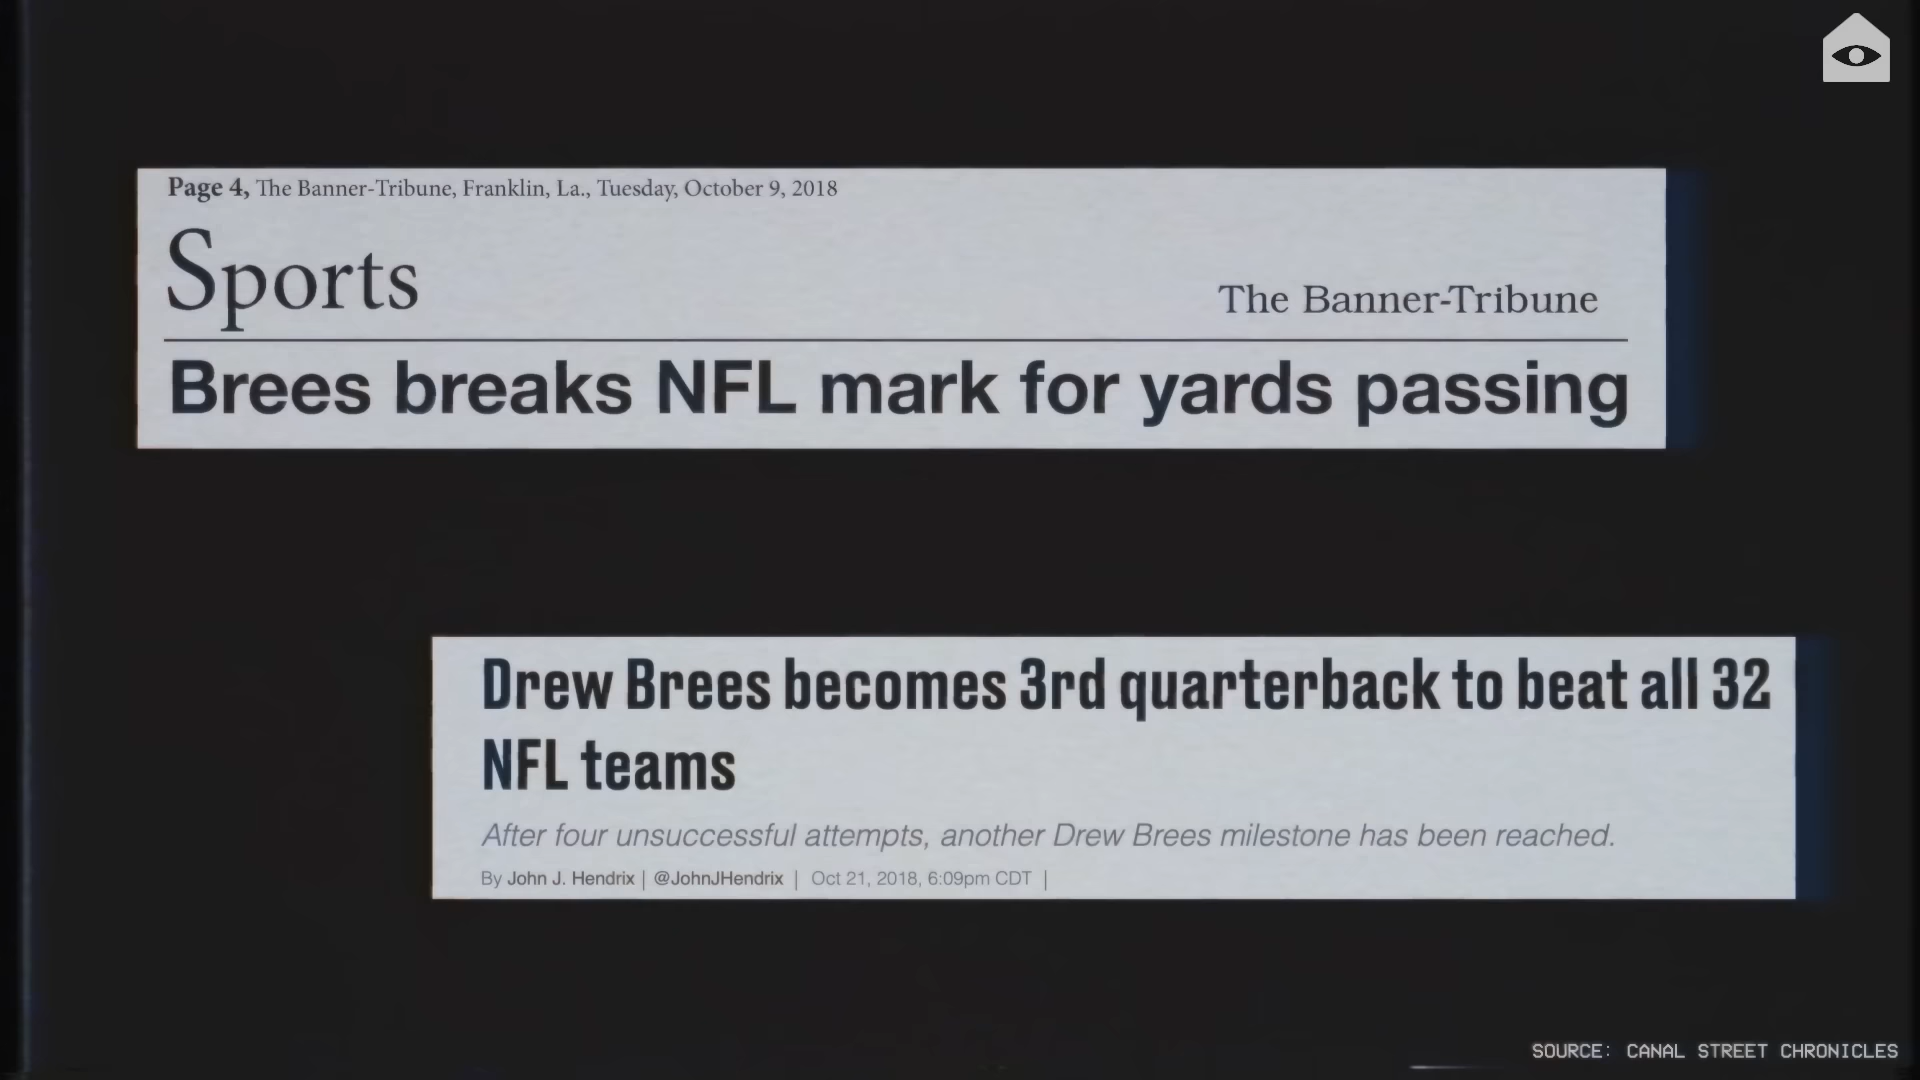 Page 4, The Banner-Tribune, Franklin, La., Tuesday, October 9, 2018
Sports
The Banner-Tribune
Brees breaks NFL mark for yards passing
Drew Brees becomes 3rd quarterback to beat all 32
NFL teams
After four unsuccessful attempts, another Drew Brees milestone has been reached.
By John J. Hendrix | @JohnJHendrix | Oct 21, 2018, 6:09pm CDT |
SOURCE: CANAL STREET CHRONICLES